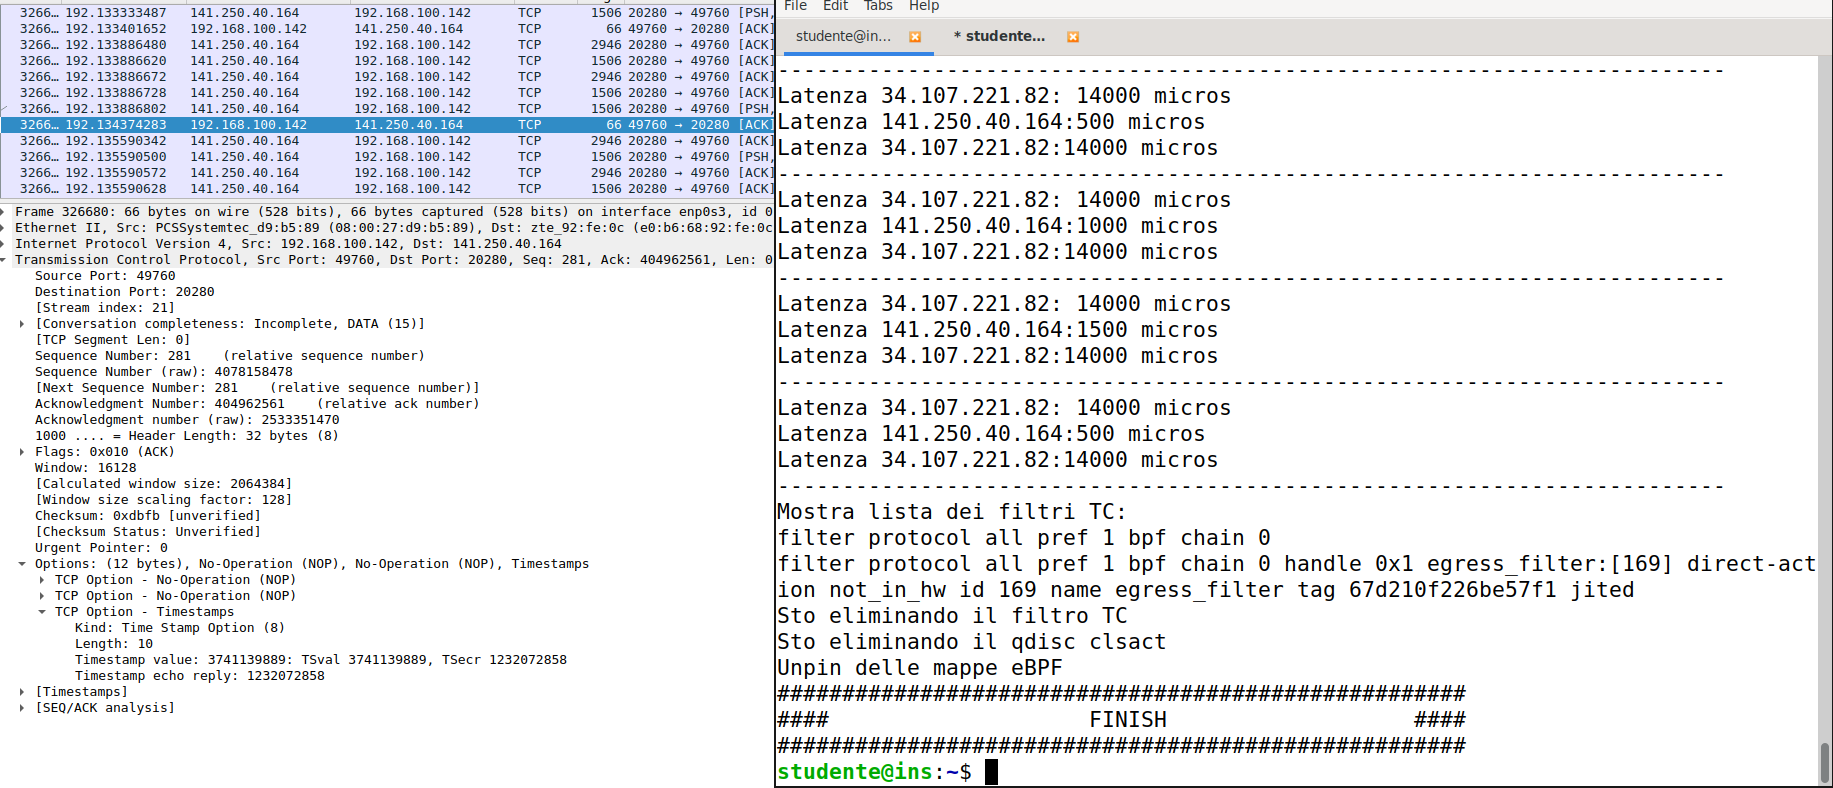 3266… 192.133333487 141.250.40.164 192.168.100.142 TCP 1506 20280 → 49760 [PSH,
3266… 192.133401652 192.168.100.142 141.250.40.164 TCP 66 49760 → 20280 [ACK]
3266… 192.133886480 141.250.40.164 192.168.100.142 TCP 2946 20280 → 49760 [ACK]
3266… 192.133886620 141.250.40.164 192.168.100.142 TCP 1506 20280 → 49760 [ACK]
3266… 192.133886672 141.250.40.164 192.168.100.142 TCP 2946 20280 → 49760 [ACK]
3266… 192.133886728 141.250.40.164 192.168.100.142 TCP 1506 20280 → 49760 [ACK]
3266… 192.133886802 141.250.40.164 192.168.100.142 TCP 1506 20280 → 49760 [PSH,
3266… 192.134374283 192.168.100.142 141.250.40.164 TCP 66 49760 → 20280 [ACK]
3266… 192.135590342 141.250.40.164 192.168.100.142 TCP 2946 20280 → 49760 [ACK]
3266… 192.135590500 141.250.40.164 192.168.100.142 TCP 1506 20280 → 49760 [PSH,
3266… 192.135590572 141.250.40.164 192.168.100.142 TCP 2946 20280 → 49760 [ACK]
3266… 192.135590628 141.250.40.164 192.168.100.142 TCP 1506 20280 → 49760 [ACK]
Frame 326680: 66 bytes on wire (528 bits), 66 bytes captured (528 bits) on interface enp0s3, id 0
Ethernet II, Src: PCSSystemtec_d9:b5:89 (08:00:27:d9:b5:89), Dst: zte_92:fe:0c (e0:b6:68:92:fe:0c
Internet Protocol Version 4, Src: 192.168.100.142, Dst: 141.250.40.164
Transmission Control Protocol, Src Port: 49760, Dst Port: 20280, Seq: 281, Ack: 404962561, Len: 0
Source Port: 49760
Destination Port: 20280
[Stream index: 21]
[Conversation completeness: Incomplete, DATA (15)]
[TCP Segment Len: 0]
Sequence Number: 281 (relative sequence number)
Sequence Number (raw): 4078158478
[Next Sequence Number: 281 (relative sequence number)]
Acknowledgment Number: 404962561 (relative ack number)
Acknowledgment number (raw): 2533351470
1000 .... = Header Length: 32 bytes (8)
Flags: 0x010 (ACK)
Window: 16128
[Calculated window size: 2064384]
[Window size scaling factor: 128]
Checksum: 0xdbfb [unverified]
[Checksum Status: Unverified]
Urgent Pointer: 0
Options: (12 bytes), No-Operation (NOP), No-Operation (NOP), Timestamps
TCP Option - No-Operation (NOP)
TCP Option - No-Operation (NOP)
TCP Option - Timestamps
Kind: Time Stamp Option (8)
Length: 10
Timestamp value: 3741139889: TSval 3741139889, TSecr 1232072858
Timestamp echo reply: 1232072858
[Timestamps]
[SEQ/ACK analysis]
File Edit Tabs Help
studente@in... * studente...
-------------------------------------------------------------------------
Latenza 34.107.221.82: 14000 micros
Latenza 141.250.40.164:500 micros
Latenza 34.107.221.82:14000 micros
-------------------------------------------------------------------------
Latenza 34.107.221.82: 14000 micros
Latenza 141.250.40.164:1000 micros
Latenza 34.107.221.82:14000 micros
-------------------------------------------------------------------------
Latenza 34.107.221.82: 14000 micros
Latenza 141.250.40.164:1500 micros
Latenza 34.107.221.82:14000 micros
-------------------------------------------------------------------------
Latenza 34.107.221.82: 14000 micros
Latenza 141.250.40.164:500 micros
Latenza 34.107.221.82:14000 micros
-------------------------------------------------------------------------
Mostra lista dei filtri TC:
filter protocol all pref 1 bpf chain 0
filter protocol all pref 1 bpf chain 0 handle 0x1 egress_filter:[169] direct-act
ion not_in_hw id 169 name egress_filter tag 67d210f226be57f1 jited
Sto eliminando il filtro TC
Sto eliminando il qdisc clsact
Unpin delle mappe eBPF
#####################################################
#### FINISH ####
#####################################################
studente@ins:~$